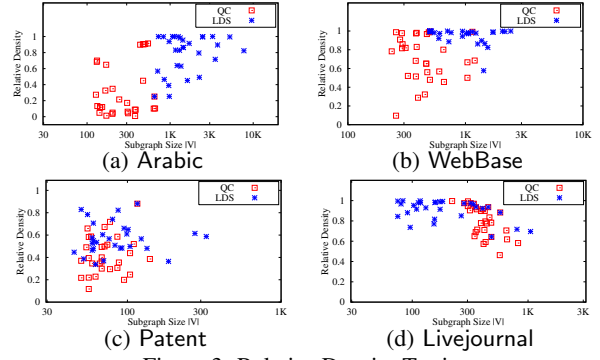 QC
LDS
Relative Density
1
0.8
0.6
0.4
0.2
0
30 100 300 1K 3K 10K
Subgraph Size |V|
(a) Arabic
QC
LDS
Relative Density
1
0.8
0.6
0.4
0.2
0
100 300 1K 3K 10K
Subgraph Size |V|
(b) WebBase
QC
LDS
Relative Density
1
0.8
0.6
0.4
0.2
0
30 100 300 1K
Subgraph Size |V|
(c) Patent
QC
LDS
Relative Density
1
0.8
0.6
0.4
0.2
0
30 100 300 1K 3K
Subgraph Size |V|
(d) Livejournal